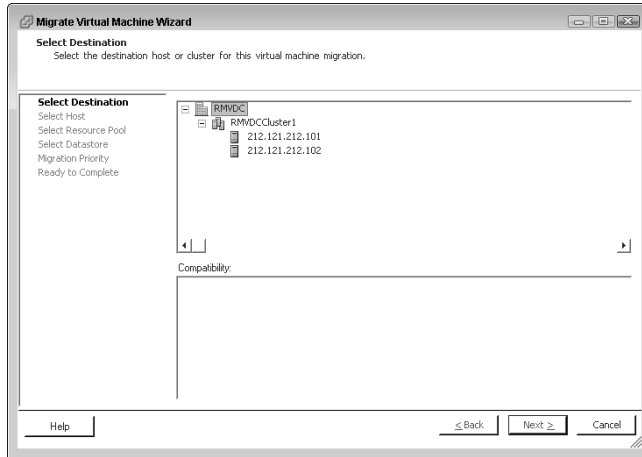 Migrate Virtual Machine Wizard
Select Destination
Select the destination host or cluster for this virtual machine migration.
Select Destination
Select Host
Select Resource Pool
Select Datastore
Migration Priority
Ready to Complete
RMVDC
RMVDCCluster1
212.121.212.101
212.121.212.102
Compatibility:
Help
< Back
Next >
Cancel